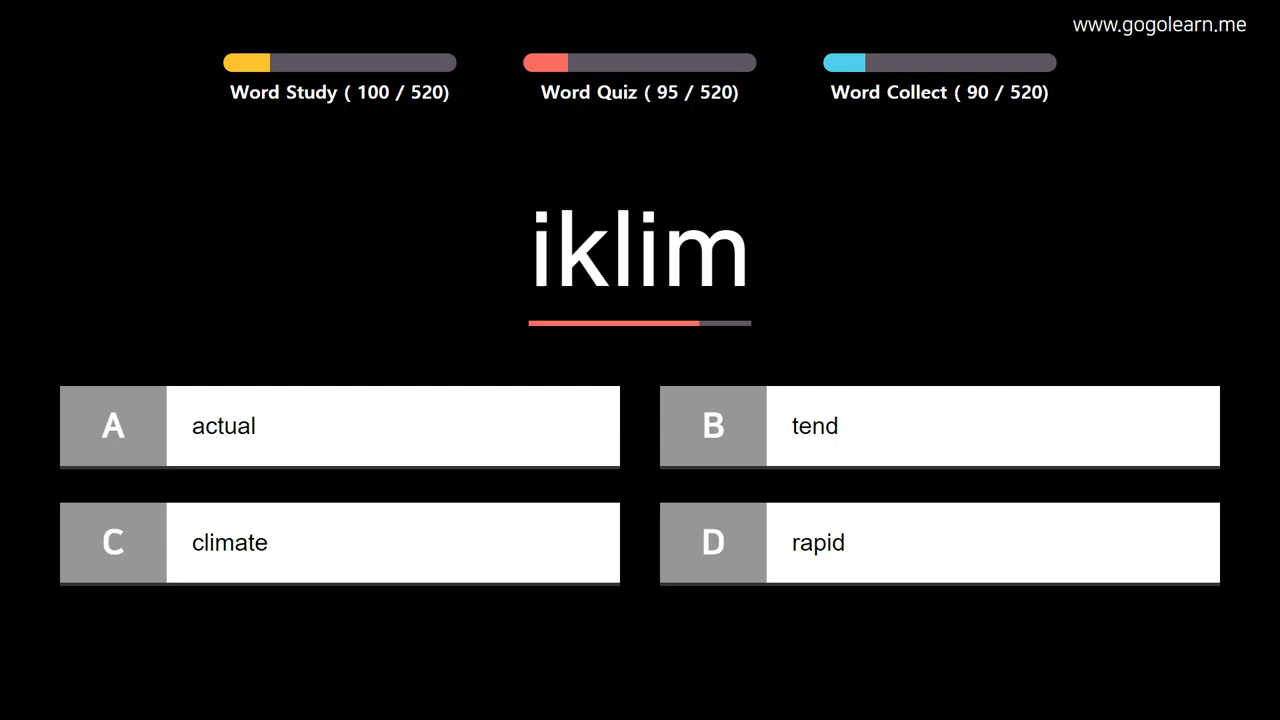 www.gogolearn.me
Word Study ( 100 / 520)
Word Quiz ( 95 / 520)
Word Collect ( 90 / 520)
iklim
A actual
B tend
C climate
D rapid